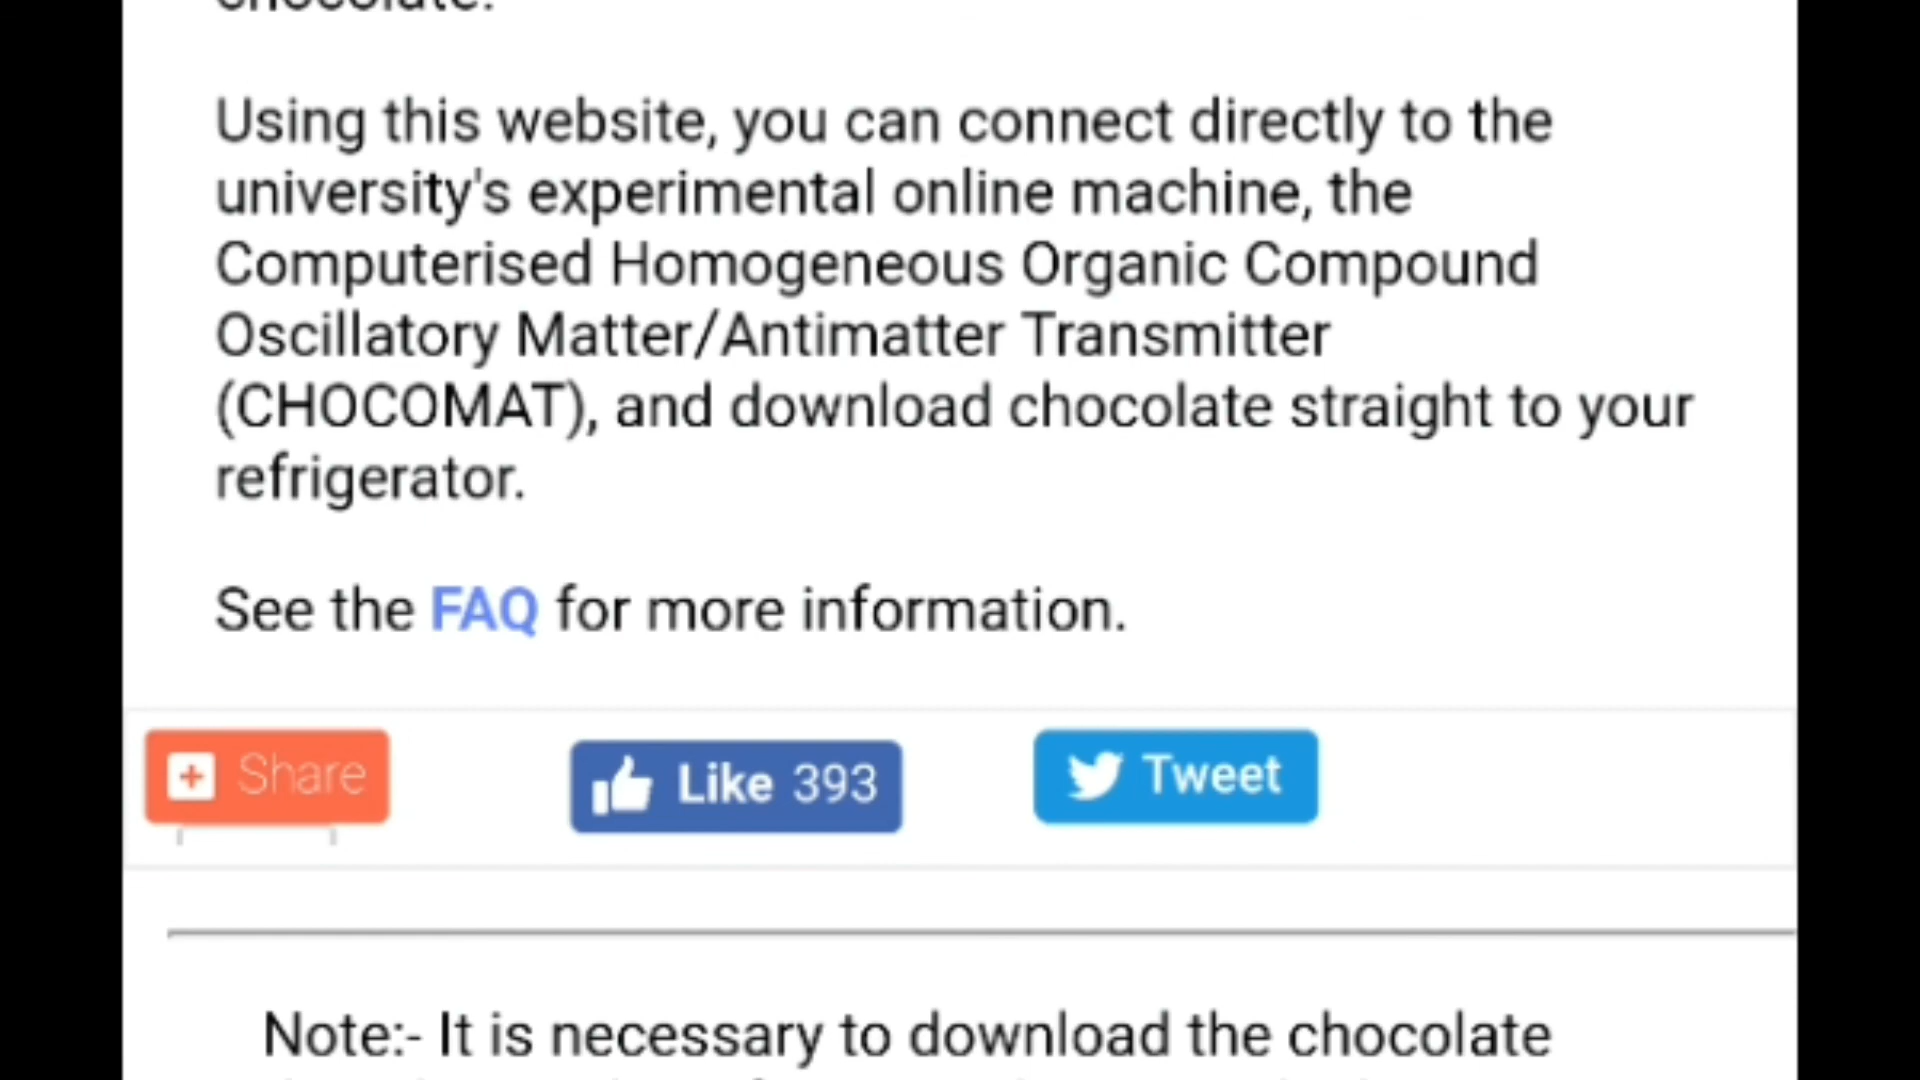 chocolate.
Using this website, you can connect directly to the
university's experimental online machine, the
Computerised Homogeneous Organic Compound
Oscillatory Matter/Antimatter Transmitter
(CHOCOMAT), and download chocolate straight to your
refrigerator.
See the FAQ for more information.
Share
Like 393
Tweet
Note:- It is necessary to download the chocolate